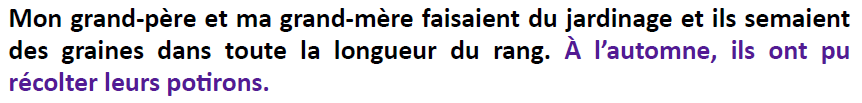 Mon grand-père et ma grand-mère faisaient du jardinage et ils semaient
des graines dans toute la longueur du rang. À l’automne, ils ont pu
récolter leurs potirons.